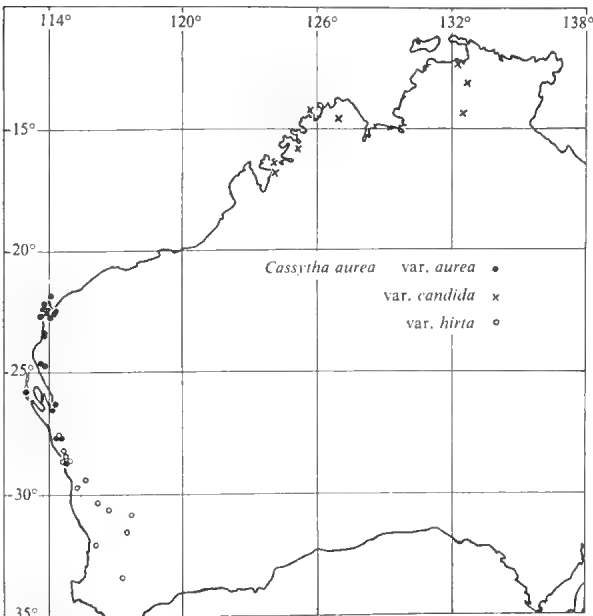 114° 120° 126° 132° 138°
15°
20°
Cassytha aurea var. aurea
var. candida
var. hirta
25°
30°
35°